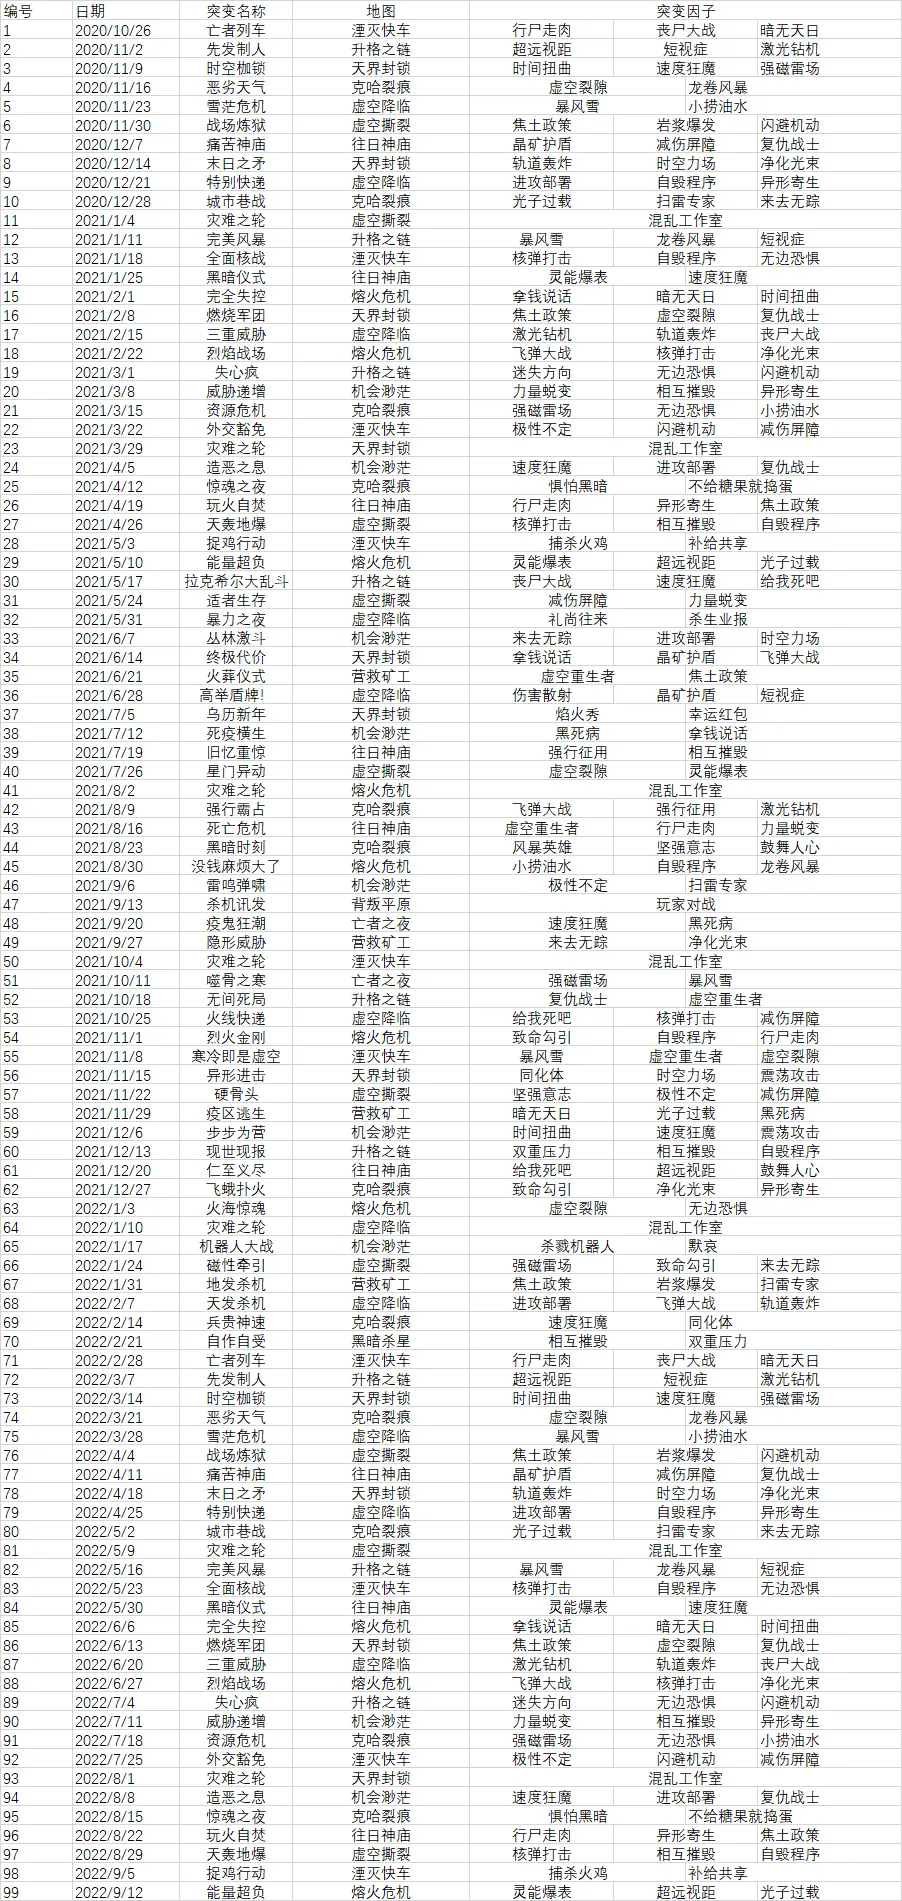 编号 日期 突变名称 地图 突变因子
1 2020/10/26 亡者列车 湮灭快车 行尸走肉 丧尸大战 暗无天日
2 2020/11/2 先发制人 升格之链 超远视距 短视症 激光钻机
3 2020/11/9 时空枷锁 天界封锁 时间扭曲 速度狂魔 强磁雷场
4 2020/11/16 恶劣天气 克哈裂痕 虚空裂隙 龙卷风暴
5 2020/11/23 雪茫危机 虚空降临 暴风雪 小捞油水
6 2020/11/30 战场炼狱 虚空撕裂 焦土政策 岩浆爆发 闪避机动
7 2020/12/7 痛苦神庙 往日神庙 晶矿护盾 减伤屏障 复仇战士
8 2020/12/14 末日之矛 天界封锁 轨道轰炸 时空力场 净化光束
9 2020/12/21 特别快递 虚空降临 进攻部署 自毁程序 异形寄生
10 2020/12/28 城市巷战 克哈裂痕 光子过载 扫雷专家 来去无踪
11 2021/1/4 灾难之轮 虚空撕裂 混乱工作室
12 2021/1/11 完美风暴 升格之链 暴风雪 龙卷风暴 短视症
13 2021/1/18 全面核战 湮灭快车 核弹打击 自毁程序 无边恐惧
14 2021/1/25 黑暗仪式 往日神庙 灵能爆表 速度狂魔
15 2021/2/1 完全失控 熔火危机 拿钱说话 暗无天日 时间扭曲
16 2021/2/8 燃烧军团 天界封锁 焦土政策 虚空裂隙 复仇战士
17 2021/2/15 三重威胁 虚空降临 激光钻机 轨道轰炸 丧尸大战
18 2021/2/22 烈焰战场 熔火危机 飞弹大战 核弹打击 净化光束
19 2021/3/1 失心疯 升格之链 迷失方向 无边恐惧 闪避机动
20 2021/3/8 威胁递增 机会渺茫 力量蜕变 相互摧毁 异形寄生
21 2021/3/15 资源危机 克哈裂痕 强磁雷场 无边恐惧 小捞油水
22 2021/3/22 外交豁免 湮灭快车 极性不定 闪避机动 减伤屏障
23 2021/3/29 灾难之轮 天界封锁 混乱工作室
24 2021/4/5 造恶之息 机会渺茫 速度狂魔 进攻部署 复仇战士
25 2021/4/12 惊魂之夜 克哈裂痕 惧怕黑暗 不给糖果就捣蛋
26 2021/4/19 玩火自焚 往日神庙 行尸走肉 异形寄生 焦土政策
27 2021/4/26 天轰地爆 虚空撕裂 核弹打击 相互摧毁 自毁程序
28 2021/5/3 捉鸡行动 湮灭快车 捕杀火鸡 补给共享
29 2021/5/10 能量超负 熔火危机 灵能爆表 超远视距 光子过载
30 2021/5/17 拉克希尔大乱斗 升格之链 丧尸大战 速度狂魔 给我死吧
31 2021/5/24 适者生存 虚空撕裂 减伤屏障 力量蜕变
32 2021/5/31 暴力之夜 虚空降临 礼尚往来 杀生业报
33 2021/6/7 丛林激斗 机会渺茫 来去无踪 进攻部署 时空力场
34 2021/6/14 终极代价 天界封锁 拿钱说话 晶矿护盾 飞弹大战
35 2021/6/21 火葬仪式 营救矿工 虚空重生者 焦土政策
36 2021/6/28 高举盾牌! 虚空降临 伤害散射 晶矿护盾 短视症
37 2021/7/5 乌历新年 天界封锁 焰火秀 幸运红包
38 2021/7/12 死疫横生 机会渺茫 黑死病 拿钱说话
39 2021/7/19 旧忆重惊 往日神庙 强行征用 相互摧毁
40 2021/7/26 星门异动 虚空撕裂 虚空裂隙 灵能爆表
41 2021/8/2 灾难之轮 熔火危机 混乱工作室
42 2021/8/9 强行霸占 克哈裂痕 飞弹大战 强行征用 激光钻机
43 2021/8/16 死亡危机 往日神庙 虚空重生者 行尸走肉 力量蜕变
44 2021/8/23 黑暗时刻 克哈裂痕 风暴英雄 坚强意志 鼓舞人心
45 2021/8/30 没钱麻烦大了 熔火危机 小捞油水 自毁程序 龙卷风暴
46 2021/9/6 雷鸣弹啸 机会渺茫 极性不定 扫雷专家
47 2021/9/13 杀机讯发 背叛平原 玩家对战
48 2021/9/20 疫鬼狂潮 亡者之夜 速度狂魔 黑死病
49 2021/9/27 隐形威胁 营救矿工 来去无踪 净化光束
50 2021/10/4 灾难之轮 湮灭快车 混乱工作室
51 2021/10/11 噬骨之寒 亡者之夜 强磁雷场 暴风雪
52 2021/10/18 无间死局 升格之链 复仇战士 虚空重生者
53 2021/10/25 火线快递 虚空降临 给我死吧 核弹打击 减伤屏障
54 2021/11/1 烈火金刚 熔火危机 致命勾引 自毁程序 行尸走肉
55 2021/11/8 寒冷即是虚空 湮灭快车 暴风雪 虚空重生者 虚空裂隙
56 2021/11/15 异形进击 天界封锁 同化体 时空力场 震荡攻击
57 2021/11/22 硬骨头 虚空撕裂 坚强意志 极性不定 减伤屏障
58 2021/11/29 疫区逃生 营救矿工 暗无天日 光子过载 黑死病
59 2021/12/6 步步为营 机会渺茫 时间扭曲 速度狂魔 震荡攻击
60 2021/12/13 现世现报 升格之链 双重压力 相互摧毁 自毁程序
61 2021/12/20 仁至义尽 往日神庙 给我死吧 超远视距 鼓舞人心
62 2021/12/27 飞蛾扑火 克哈裂痕 致命勾引 净化光束 异形寄生
63 2022/1/3 火海惊魂 熔火危机 虚空裂隙 无边恐惧
64 2022/1/10 灾难之轮 虚空降临 混乱工作室
65 2022/1/17 机器人大战 机会渺茫 杀戮机器人 默哀
66 2022/1/24 磁性牵引 虚空撕裂 强磁雷场 致命勾引 来去无踪
67 2022/1/31 地发杀机 营救矿工 焦土政策 岩浆爆发 扫雷专家
68 2022/2/7 天发杀机 虚空降临 进攻部署 飞弹大战 轨道轰炸
69 2022/2/14 兵贵神速 克哈裂痕 速度狂魔 同化体
70 2022/2/21 自作自受 黑暗杀星 相互摧毁 双重压力
71 2022/2/28 亡者列车 湮灭快车 行尸走肉 丧尸大战 暗无天日
72 2022/3/7 先发制人 升格之链 超远视距 短视症 激光钻机
73 2022/3/14 时空枷锁 天界封锁 时间扭曲 速度狂魔 强磁雷场
74 2022/3/21 恶劣天气 克哈裂痕 虚空裂隙 龙卷风暴
75 2022/3/28 雪茫危机 虚空降临 暴风雪 小捞油水
76 2022/4/4 战场炼狱 虚空撕裂 焦土政策 岩浆爆发 闪避机动
77 2022/4/11 痛苦神庙 往日神庙 晶矿护盾 减伤屏障 复仇战士
78 2022/4/18 末日之矛 天界封锁 轨道轰炸 时空力场 净化光束
79 2022/4/25 特别快递 虚空降临 进攻部署 自毁程序 异形寄生
80 2022/5/2 城市巷战 克哈裂痕 光子过载 扫雷专家 来去无踪
81 2022/5/9 灾难之轮 虚空撕裂 混乱工作室
82 2022/5/16 完美风暴 升格之链 暴风雪 龙卷风暴 短视症
83 2022/5/23 全面核战 湮灭快车 核弹打击 自毁程序 无边恐惧
84 2022/5/30 黑暗仪式 往日神庙 灵能爆表 速度狂魔
85 2022/6/6 完全失控 熔火危机 拿钱说话 暗无天日 时间扭曲
86 2022/6/13 燃烧军团 天界封锁 焦土政策 虚空裂隙 复仇战士
87 2022/6/20 三重威胁 虚空降临 激光钻机 轨道轰炸 丧尸大战
88 2022/6/27 烈焰战场 熔火危机 飞弹大战 核弹打击 净化光束
89 2022/7/4 失心疯 升格之链 迷失方向 无边恐惧 闪避机动
90 2022/7/11 威胁递增 机会渺茫 力量蜕变 相互摧毁 异形寄生
91 2022/7/18 资源危机 克哈裂痕 强磁雷场 无边恐惧 小捞油水
92 2022/7/25 外交豁免 湮灭快车 极性不定 闪避机动 减伤屏障
93 2022/8/1 灾难之轮 天界封锁 混乱工作室
94 2022/8/8 造恶之息 机会渺茫 速度狂魔 进攻部署 复仇战士
95 2022/8/15 惊魂之夜 克哈裂痕 惧怕黑暗 不给糖果就捣蛋
96 2022/8/22 玩火自焚 往日神庙 行尸走肉 异形寄生 焦土政策
97 2022/8/29 天轰地爆 虚空撕裂 核弹打击 相互摧毁 自毁程序
98 2022/9/5 捉鸡行动 湮灭快车 捕杀火鸡 补给共享
99 2022/9/12 能量超负 熔火危机 灵能爆表 超远视距 光子过载